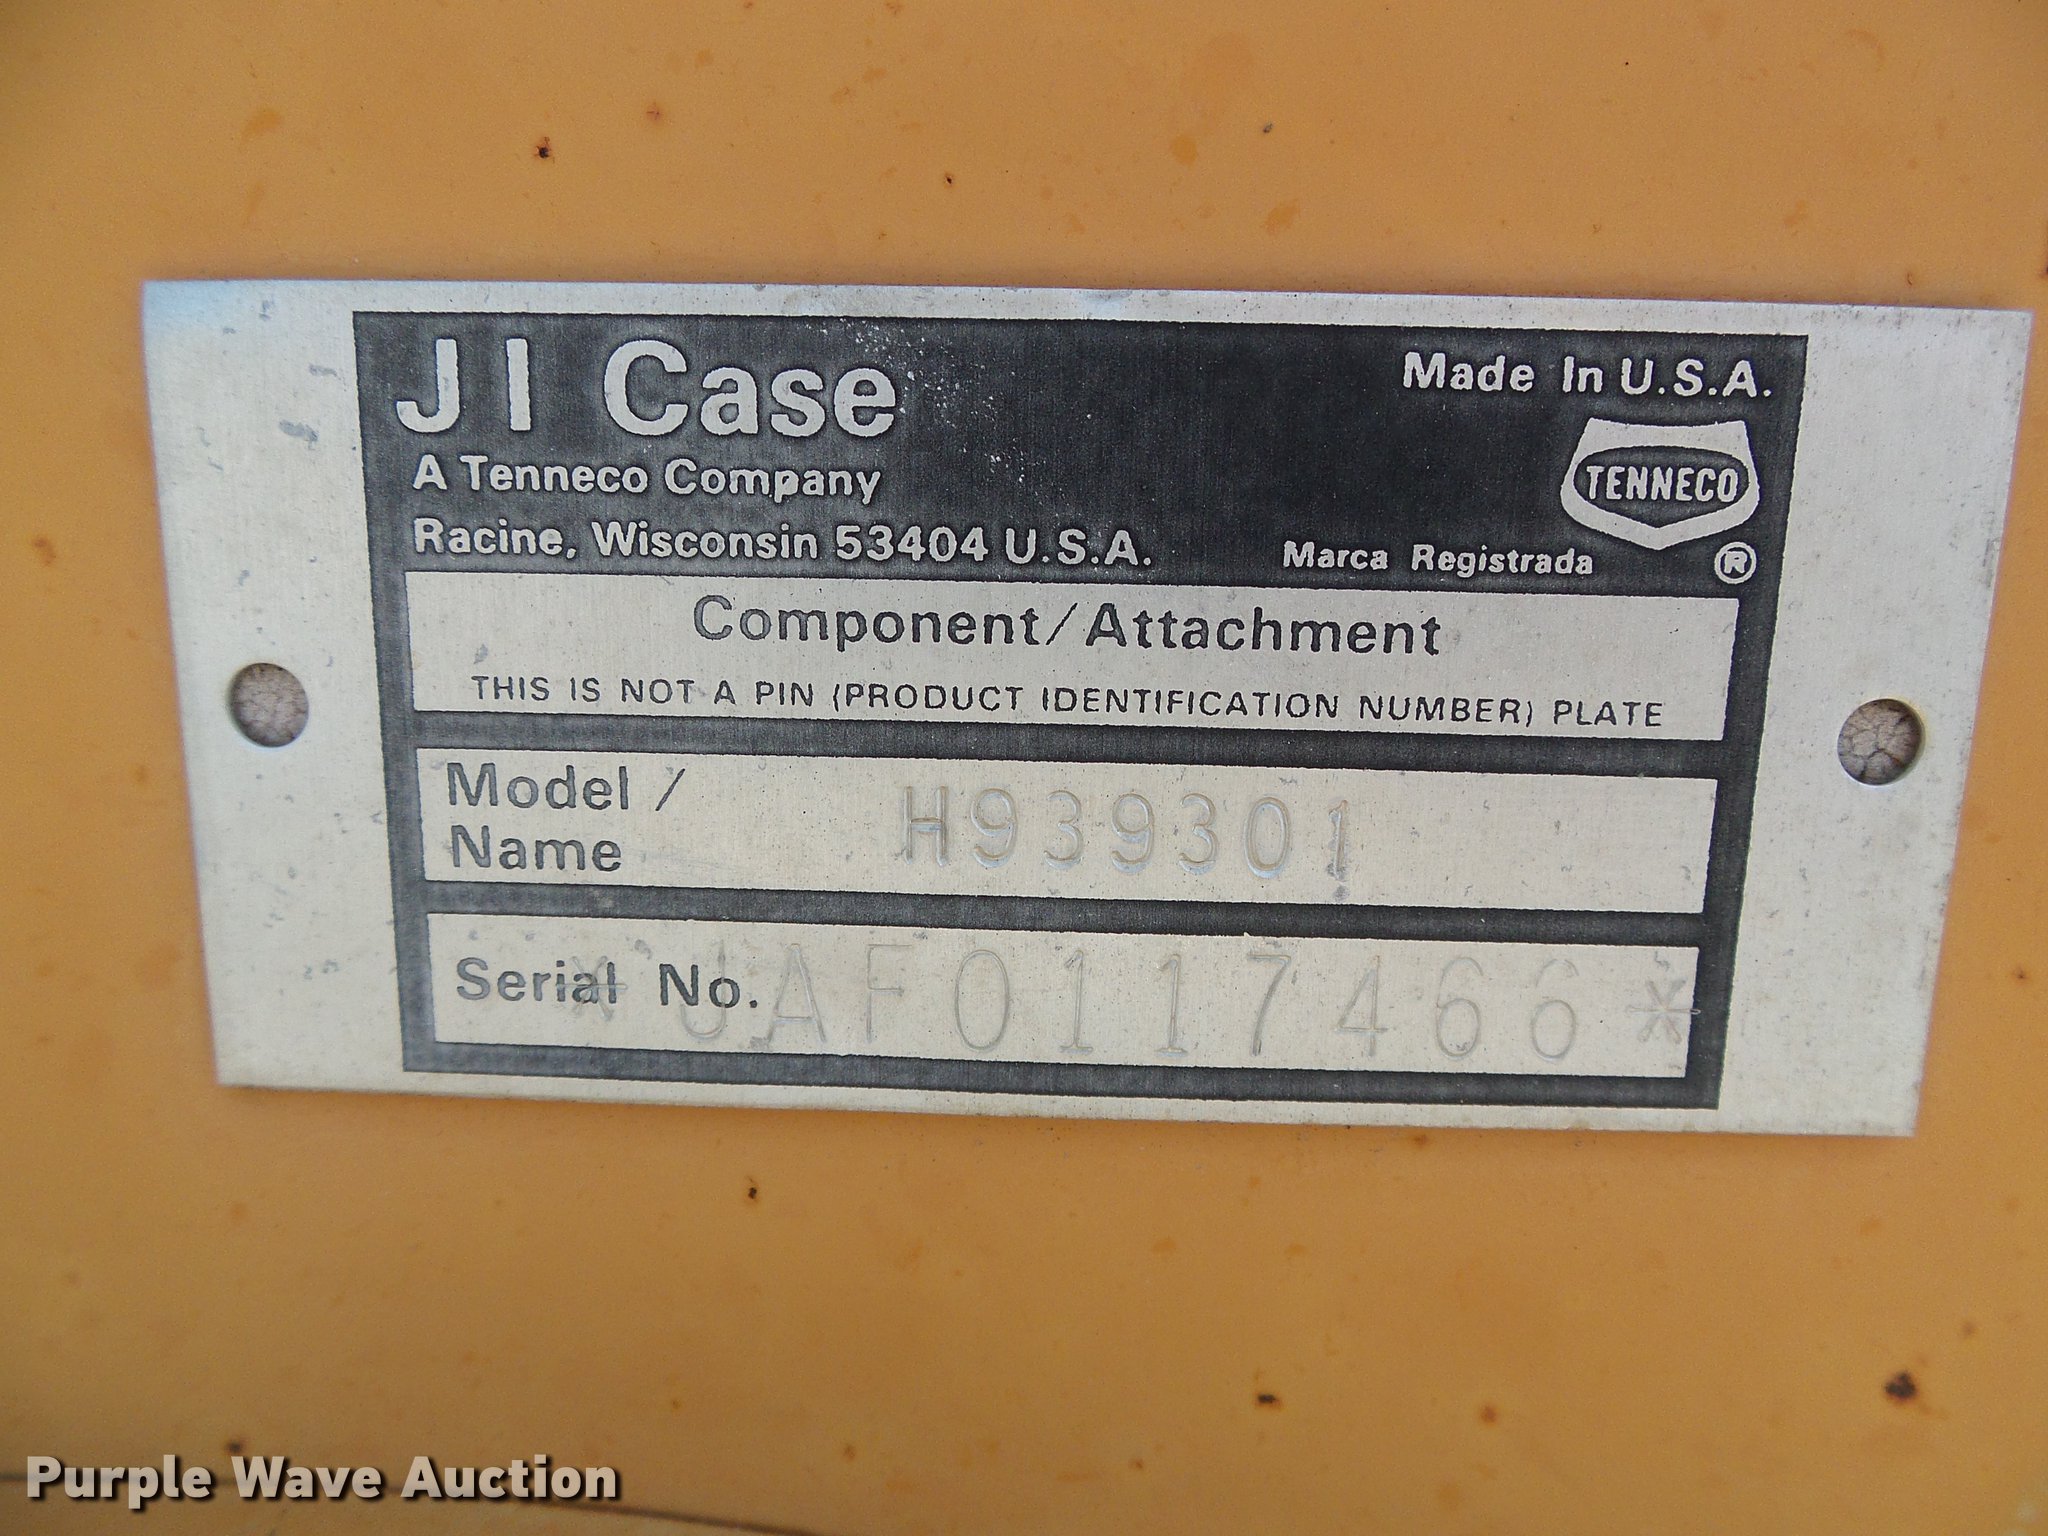 J I Case
A Tenneco Company
Racine, Wisconsin 53404 U.S.A.
Made In U.S.A.
TENNECO
Marca Registrada ®
Component/Attachment
THIS IS NOT A PIN (PRODUCT IDENTIFICATION NUMBER) PLATE
Model / Name H939301
Serial No. *JAF0117466*
Purple Wave Auction